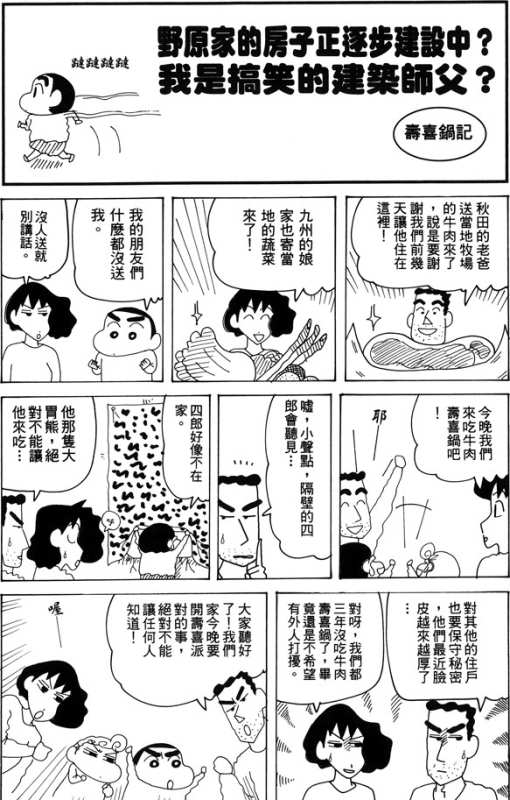 野原家的房子正逐步建設中？
我是搞笑的建築師父？
壽喜鍋記
躂躂躂躂
秋田的老爸
送當地牧場
的牛肉來了
，說是要謝
謝我們前幾
天讓他住在
這裡！
九州的娘
家也寄當
地的蔬菜
來了！
我的朋友們
什麼都沒送
我。
沒人送就
別講話。
今晚我們
來吃牛肉
壽喜鍋吧
！
耶
噓，小聲點，隔壁的四
郎會聽見…
四郎好像不在
家。
他那隻大
胃熊，絕
對不能讓
他來吃…
對其他的住戶
也要保守秘密
，他們最近臉
皮越來越厚了
…
對呀，我們都
三年沒吃牛肉
壽喜鍋了，畢
竟還是不希望
有外人打擾。
大家聽好
了！我們
家今晚要
開壽喜派
對的事，
絕對不能
讓任何人
知道！
喔